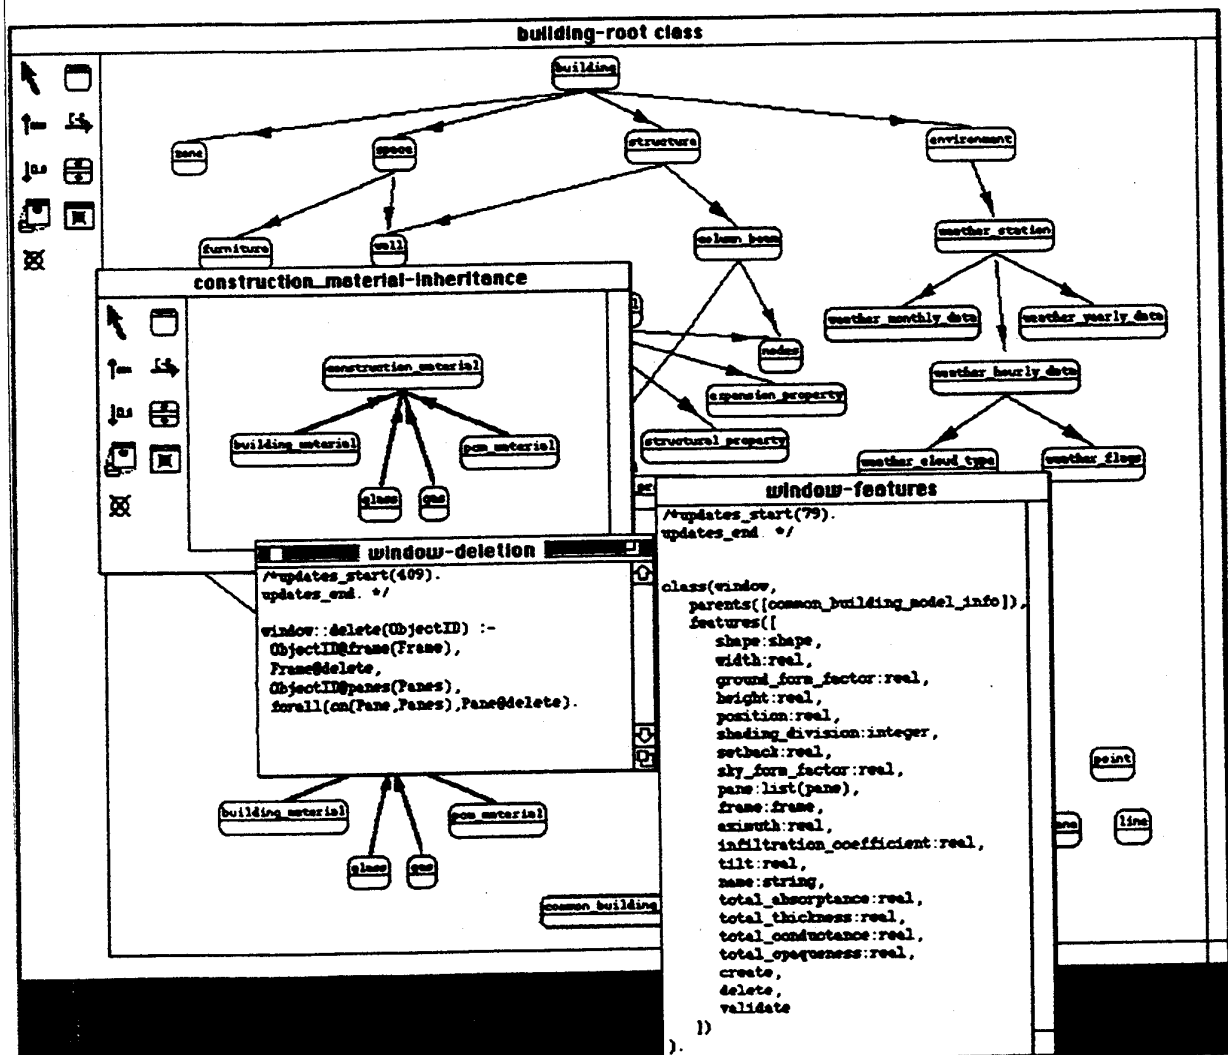 building-root class
building
zone
space
structure
environment
furniture
wall
column_beam
weather_station
construction_material-inheritance
weather_monthly_data
weather_yearly_data
nodes
construction_material
weather_hourly_data
expansion_property
building_material
pcm_material
structural_property
weather_cloud_type
weather_flags
glass
gas
window-deletion
/*updates_start(409).
updates_end. */
window::delete(ObjectID) :-
ObjectID@frame(Frame),
Frame@delete,
ObjectID@panes(Panes),
forall(on(Pane,Panes),Pane@delete).
window-features
/*updates_start(79).
updates_end. */
class(window,
parents([common_building_model_info]),
features([
shape:shape,
width:real,
ground_form_factor:real,
height:real,
position:real,
shading_division:integer,
setback:real,
sky_form_factor:real,
pane:list(pane),
frame:frame,
azimuth:real,
infiltration_coefficient:real,
tilt:real,
name:string,
total_absorptance:real,
total_thickness:real,
total_conductance:real,
total_opaqueness:real,
create,
delete,
validate
])
).
point
line
building_material
pcm_material
glass
gas
common_building